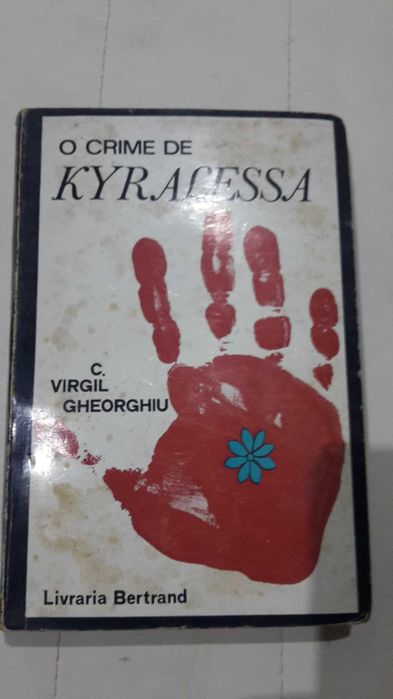 O CRIME DE
KYRALESSA
C.
VIRGIL
GHEORGHIU
Livraria Bertrand